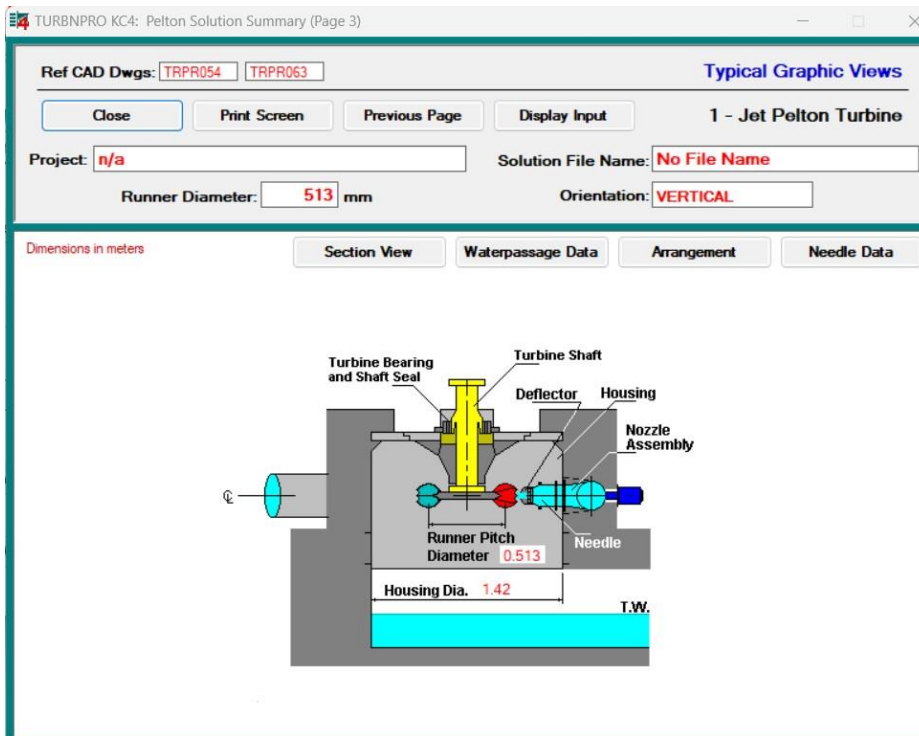 TURBNPRO KC4: Pelton Solution Summary (Page 3)
Ref CAD Dwgs: TRPR054 TRPR063 Typical Graphic Views
Close Print Screen Previous Page Display Input 1 - Jet Pelton Turbine
Project: n/a Solution File Name: No File Name
Runner Diameter: 513 mm Orientation: VERTICAL
Dimensions in meters Section View Waterpassage Data Arrangement Needle Data
Turbine Bearing
and Shaft Seal
Turbine Shaft
Deflector
Housing
Nozzle
Assembly
℄
Needle
Runner Pitch
Diameter 0.513
Housing Dia. 1.42
T.W.